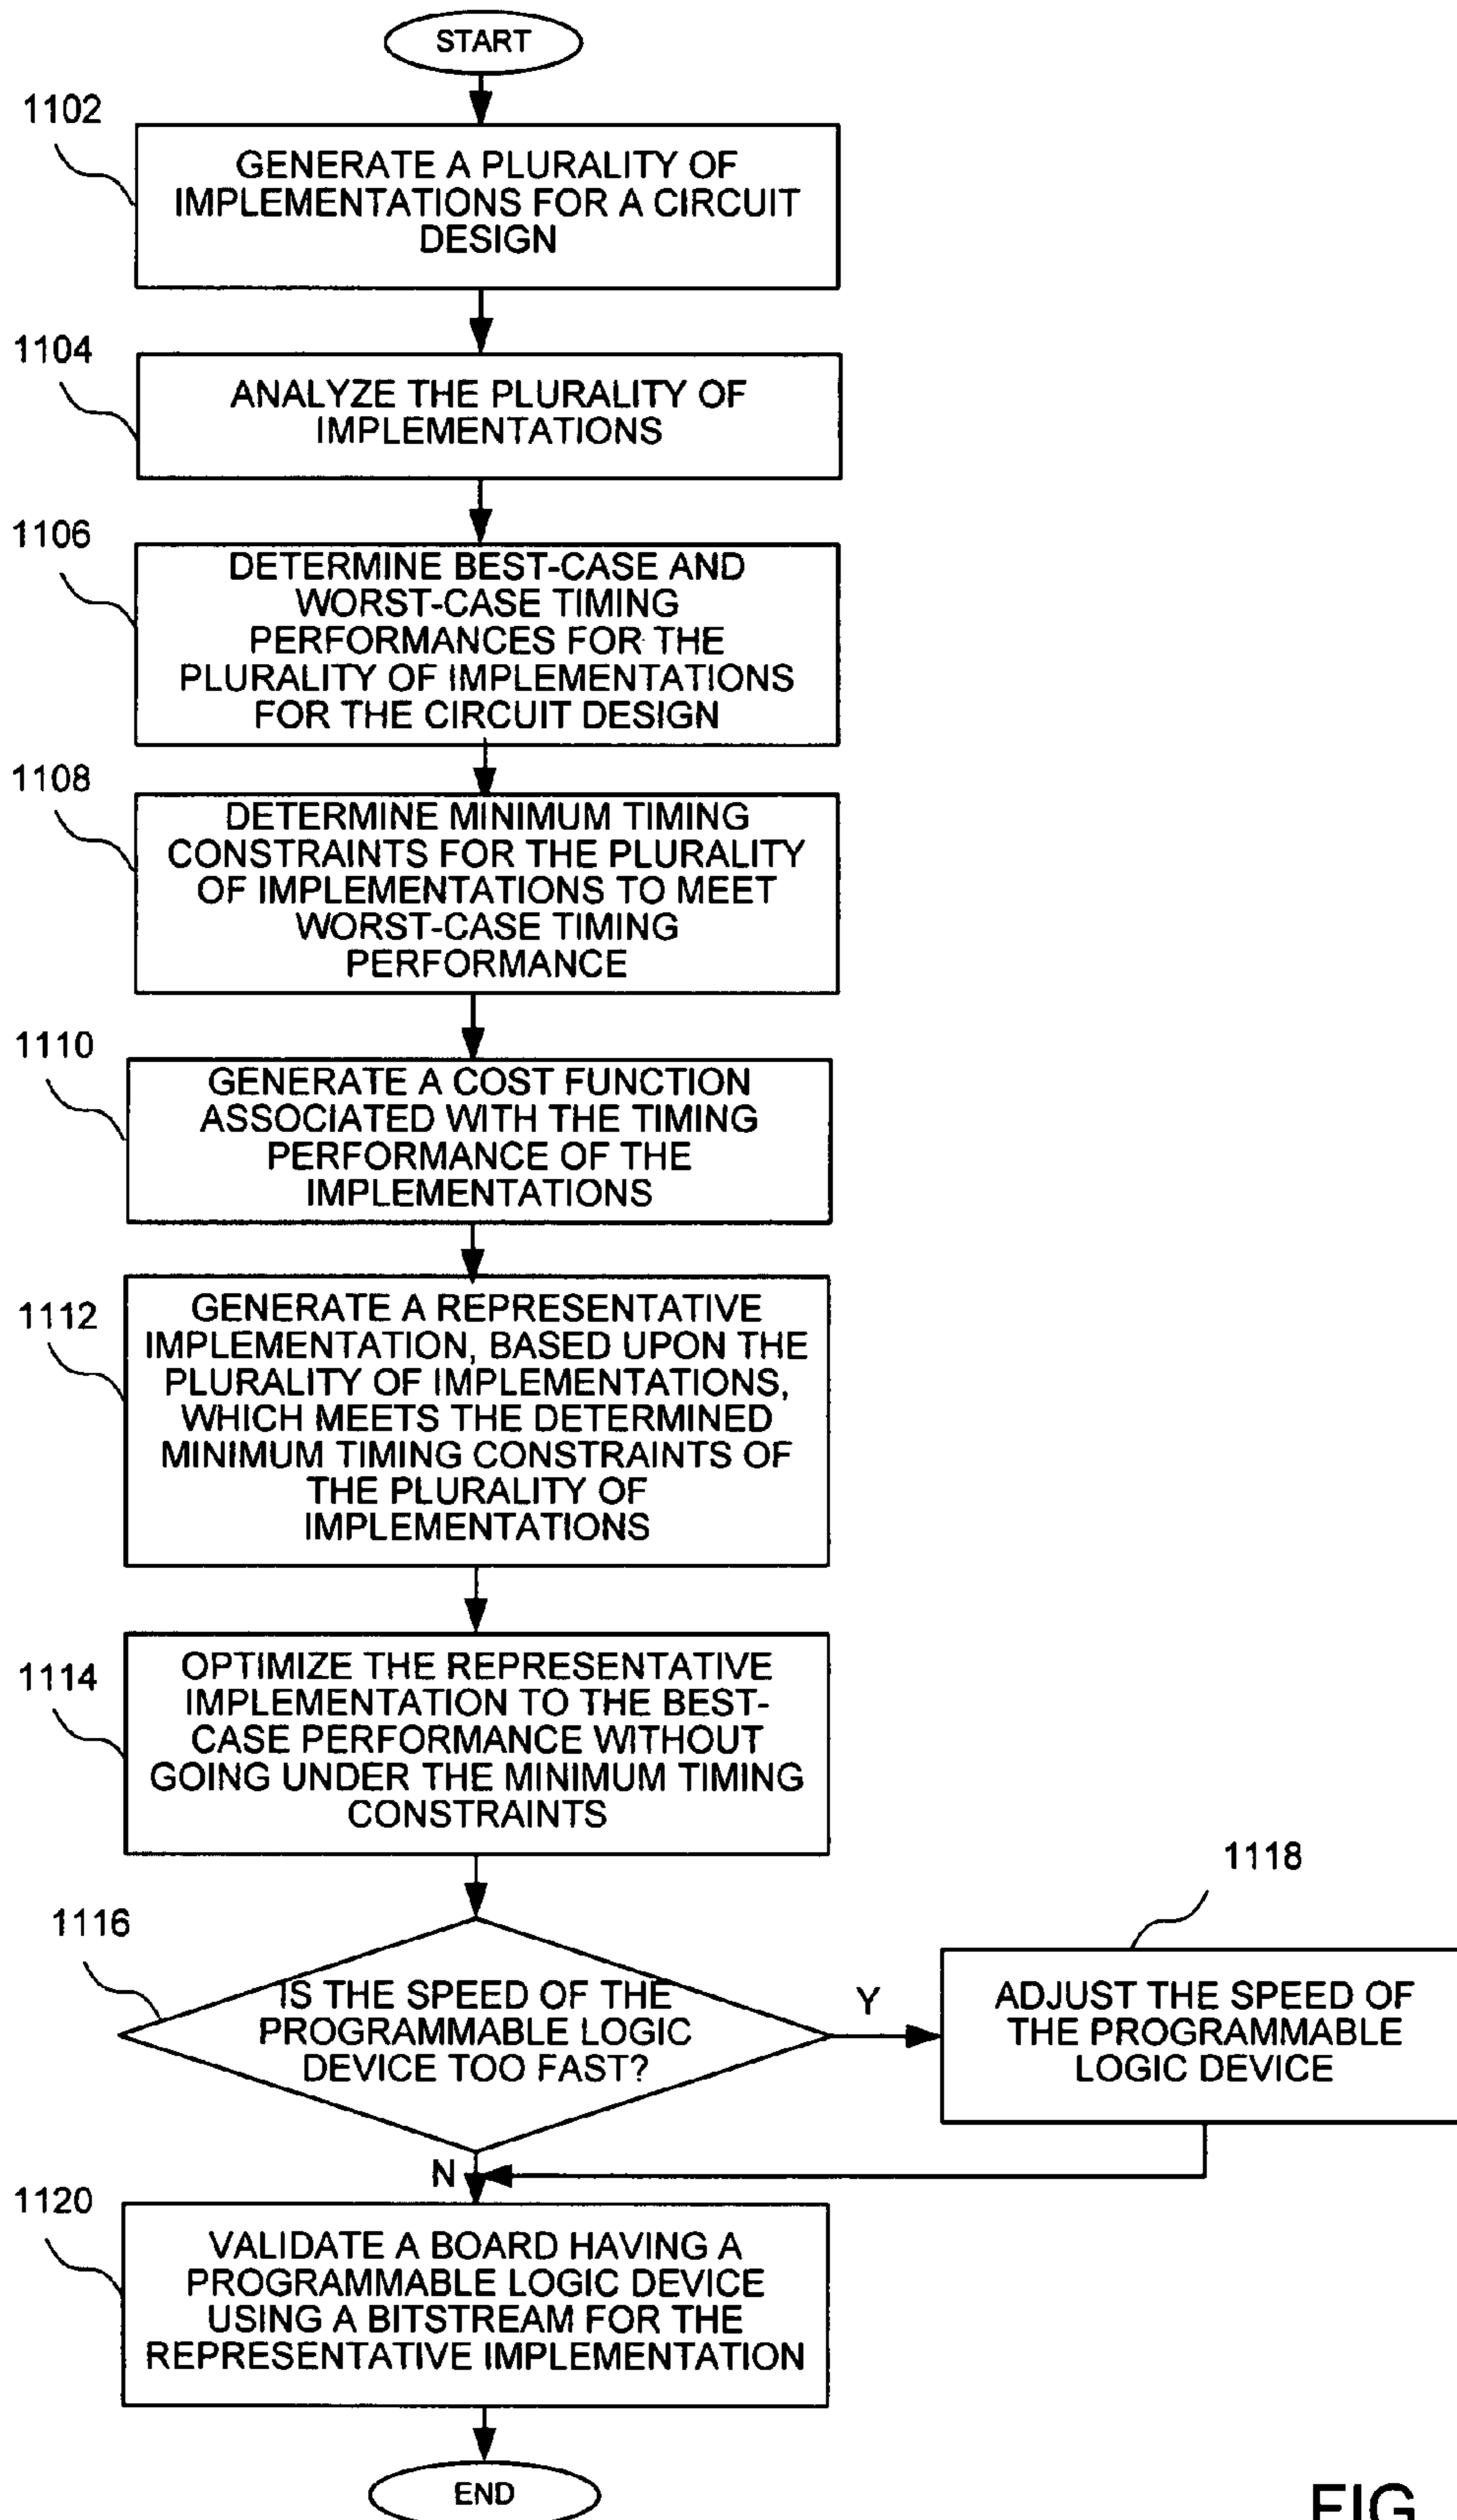 START
1102
GENERATE A PLURALITY OF
IMPLEMENTATIONS FOR A CIRCUIT
DESIGN
1104
ANALYZE THE PLURALITY OF
IMPLEMENTATIONS
1106
DETERMINE BEST-CASE AND
WORST-CASE TIMING
PERFORMANCES FOR THE
PLURALITY OF IMPLEMENTATIONS
FOR THE CIRCUIT DESIGN
1108
DETERMINE MINIMUM TIMING
CONSTRAINTS FOR THE PLURALITY
OF IMPLEMENTATIONS TO MEET
WORST-CASE TIMING
PERFORMANCE
1110
GENERATE A COST FUNCTION
ASSOCIATED WITH THE TIMING
PERFORMANCE OF THE
IMPLEMENTATIONS
1112
GENERATE A REPRESENTATIVE
IMPLEMENTATION, BASED UPON THE
PLURALITY OF IMPLEMENTATIONS,
WHICH MEETS THE DETERMINED
MINIMUM TIMING CONSTRAINTS OF
THE PLURALITY OF
IMPLEMENTATIONS
1114
OPTIMIZE THE REPRESENTATIVE
IMPLEMENTATION TO THE BEST-
CASE PERFORMANCE WITHOUT
GOING UNDER THE MINIMUM TIMING
CONSTRAINTS
1116
IS THE SPEED OF THE
PROGRAMMABLE LOGIC
DEVICE TOO FAST?
Y
1118
ADJUST THE SPEED OF
THE PROGRAMMABLE
LOGIC DEVICE
N
1120
VALIDATE A BOARD HAVING A
PROGRAMMABLE LOGIC DEVICE
USING A BITSTREAM FOR THE
REPRESENTATIVE IMPLEMENTATION
END
FIG